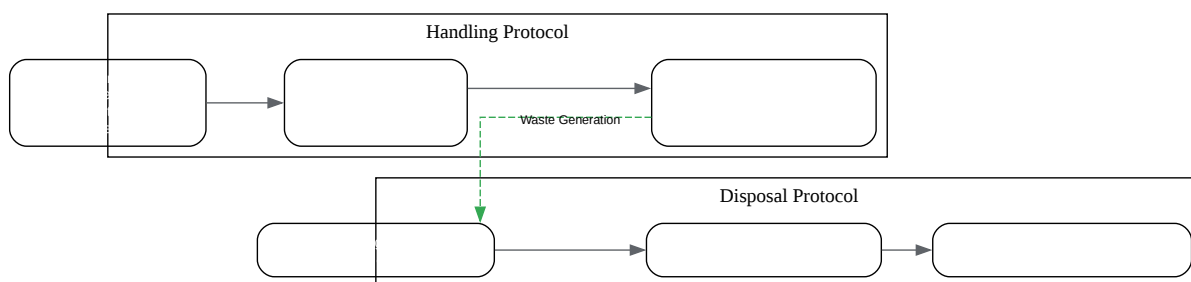 Handling Protocol
Waste Generation
Disposal Protocol